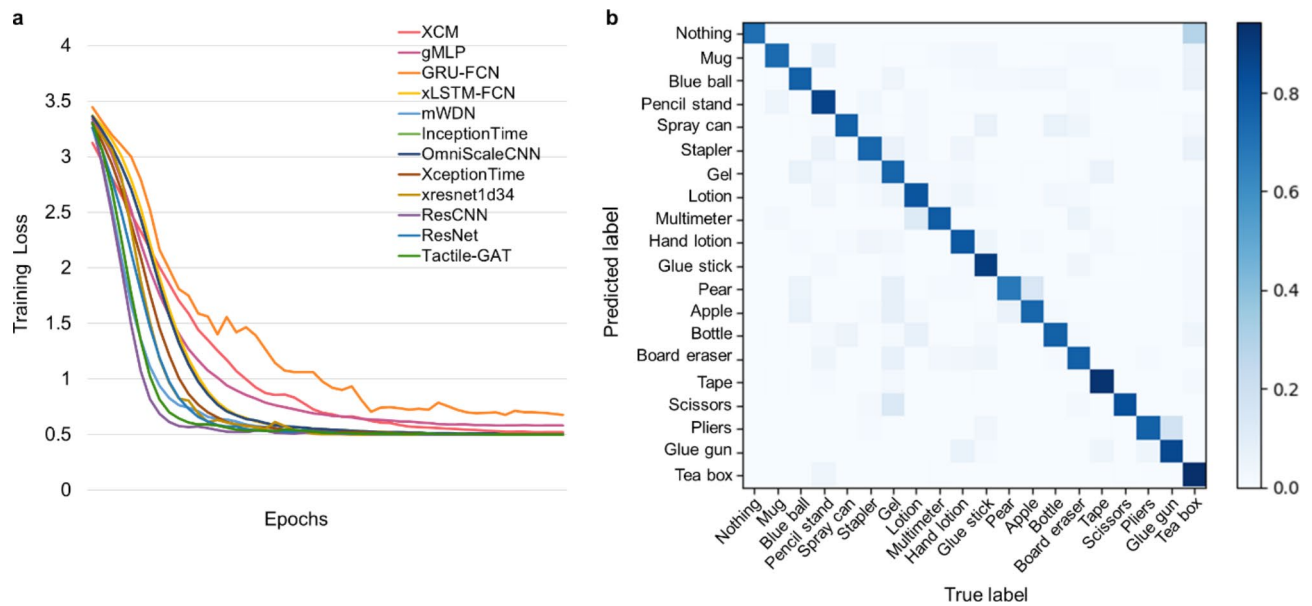 a
4
3.5
3
2.5
2
1.5
1
0.5
0
Training Loss
Epochs
XCM
gMLP
GRU-FCN
xLSTM-FCN
mWDN
InceptionTime
OmniScaleCNN
XceptionTime
xresnet1d34
ResCNN
ResNet
Tactile-GAT
b
Predicted label
Nothing
Mug
Blue ball
Pencil stand
Spray can
Stapler
Gel
Lotion
Multimeter
Hand lotion
Glue stick
Pear
Apple
Bottle
Board eraser
Tape
Scissors
Pliers
Glue gun
Tea box
Nothing
Mug
Blue ball
Pencil stand
Spray can
Stapler
Gel
Lotion
Multimeter
Hand lotion
Glue stick
Pear
Apple
Bottle
Board eraser
Tape
Scissors
Pliers
Glue gun
Tea box
True label
0.8
0.6
0.4
0.2
0.0